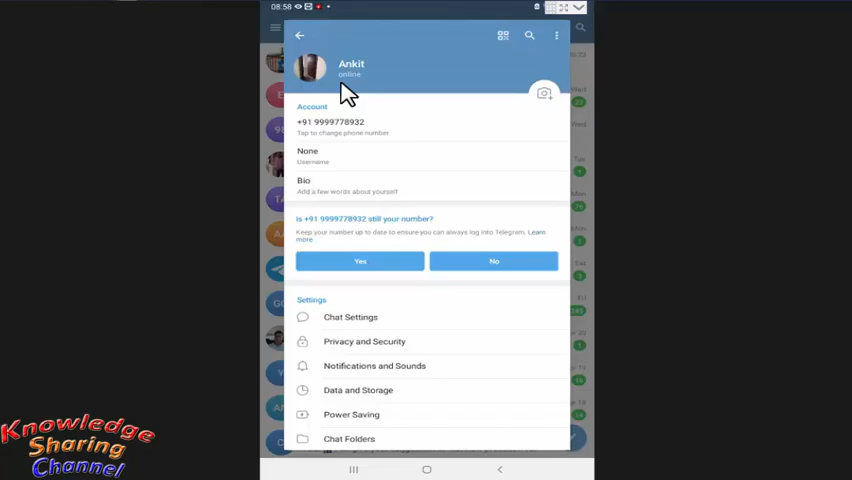 08:58
Ankit
online
Account
+91 9999778932
Tap to change phone number
None
Username
Bio
Add a few words about yourself
Is +91 9999778932 still your number?
Keep your number up to date to ensure you can always log into Telegram. Learn
more
Yes
No
Settings
Chat Settings
Privacy and Security
Notifications and Sounds
Data and Storage
Power Saving
Chat Folders
Knowledge
Sharing
Channel